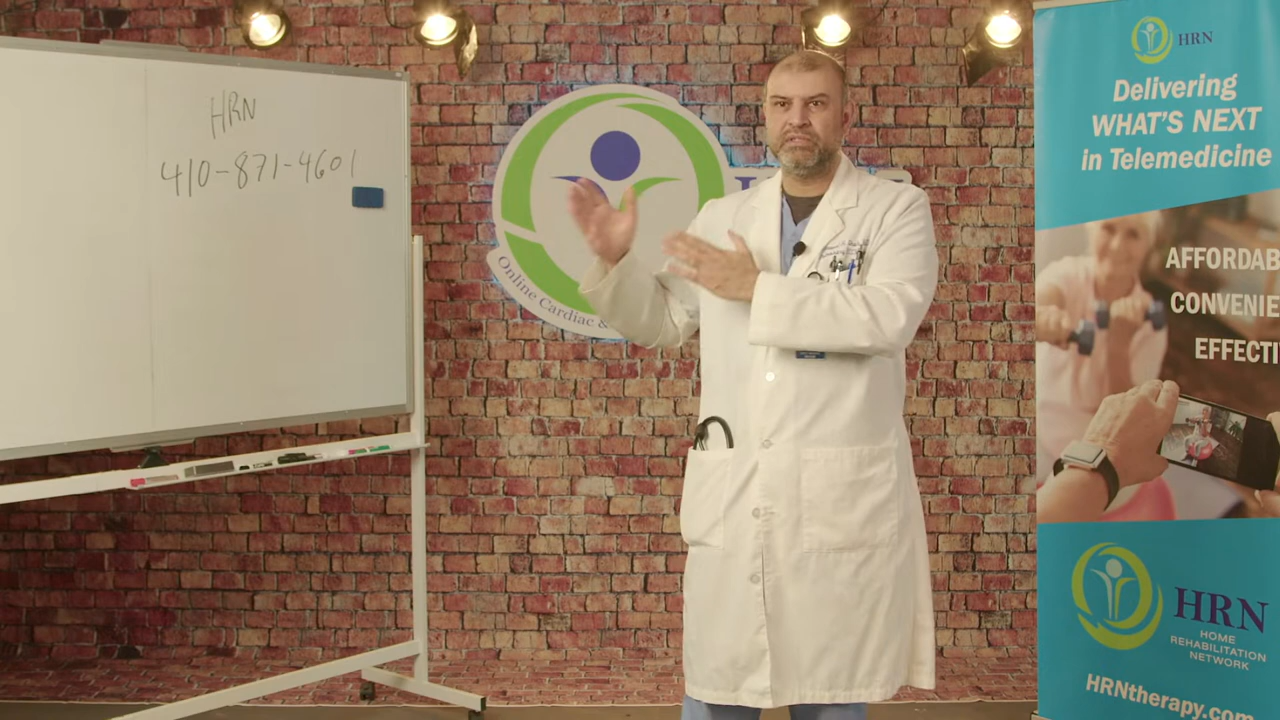 HRN
410-871-4601
Online Cardiac &
HRN
Delivering
WHAT'S NEXT
in Telemedicine
AFFORDAB
CONVENIE
EFFECTI
HRN
HOME
REHABILITATION
NETWORK
HRNtherapy.com